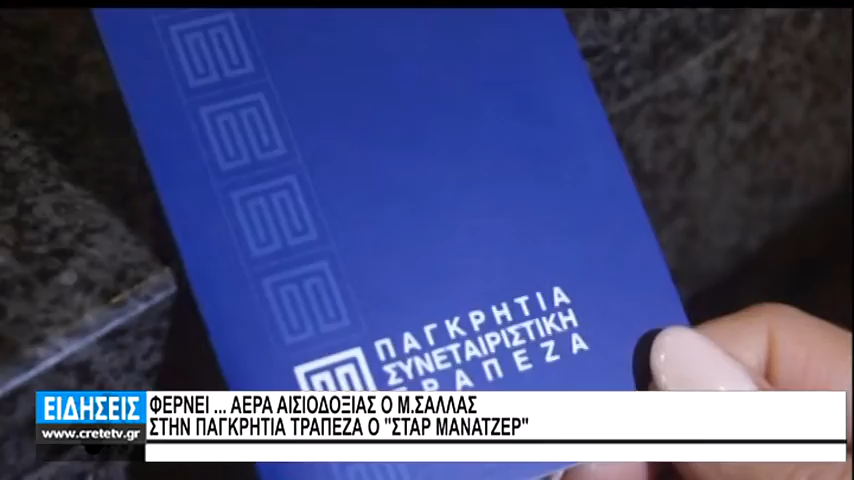 ΠΑΓΚΡΗΤΙΑ
ΣΥΝΕΤΑΙΡΙΣΤΙΚΗ
ΤΡΑΠΕΖΑ
ΕΙΔΗΣΕΙΣ
www.cretetv.gr
ΦΕΡΝΕΙ ... ΑΕΡΑ ΑΙΣΙΟΔΟΞΙΑΣ Ο Μ.ΣΑΛΛΑΣ
ΣΤΗΝ ΠΑΓΚΡΗΤΙΑ ΤΡΑΠΕΖΑ Ο "ΣΤΑΡ ΜΑΝΑΤΖΕΡ"